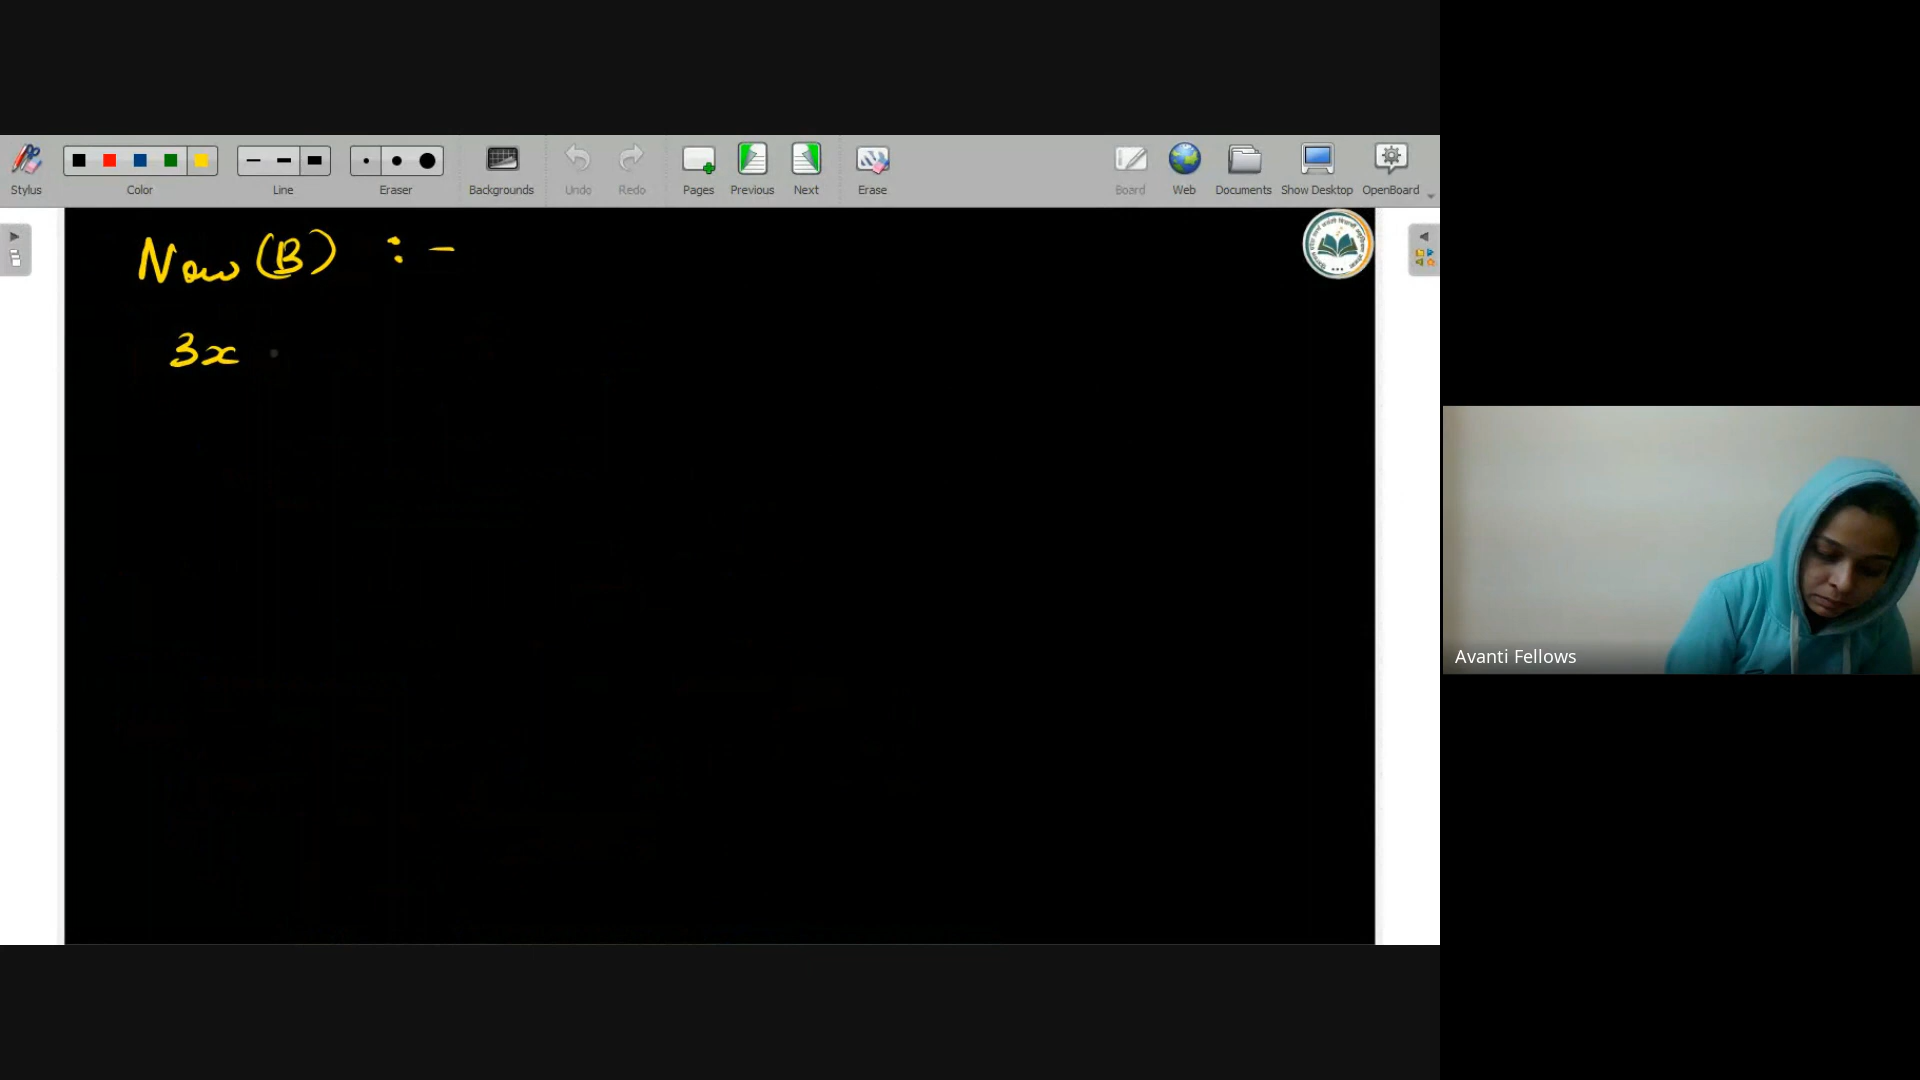 Stylus
Color
Line
Eraser
Backgrounds
Undo
Redo
Pages
Previous
Next
Erase
Board
Web
Documents
Show Desktop
OpenBoard
Now (B) :-
3x
Avanti Fellows